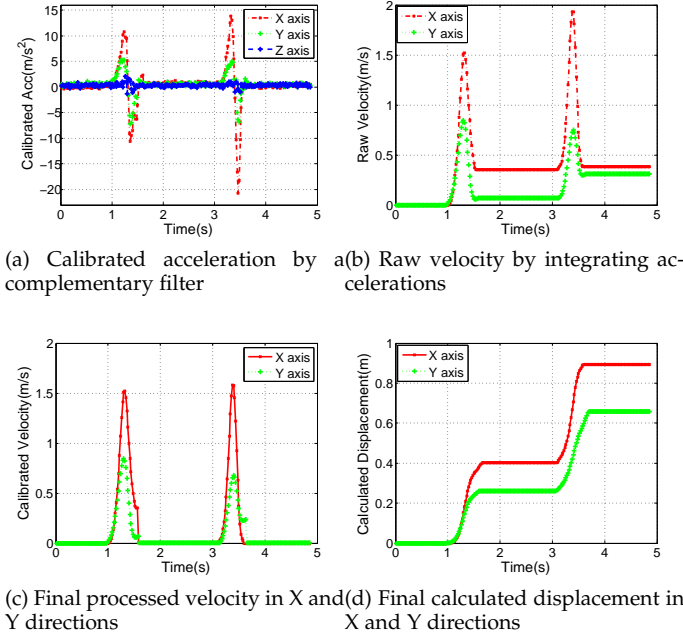 15
10
5
0
−5
−10
−15
−20
0 1 2 3 4 5
Time(s)
Calibrated Acc(m/s²)
X axis
Y axis
Z axis
2
1.5
1
0.5
0
0 1 2 3 4 5
Time(s)
Raw Velocity(m/s)
X axis
Y axis
(a) Calibrated acceleration by a
complementary filter
(b) Raw velocity by integrating ac-
celerations
2
1.5
1
0.5
0
0 1 2 3 4 5
Time(s)
Calibrated Velocity(m/s)
X axis
Y axis
1
0.8
0.6
0.4
0.2
0
0 1 2 3 4 5
Time(s)
Calculated Displacement(m)
X axis
Y axis
(c) Final processed velocity in X and
Y directions
(d) Final calculated displacement in
X and Y directions